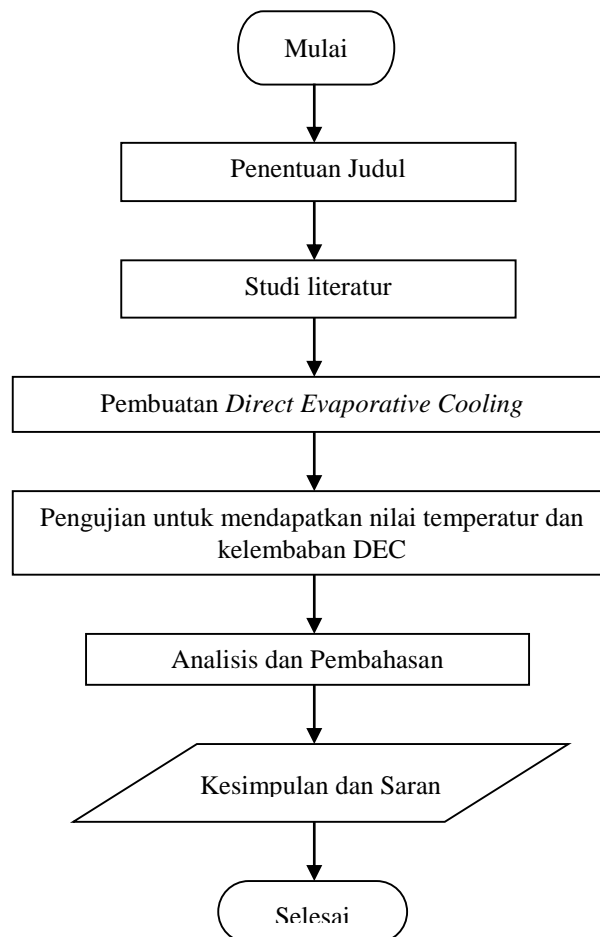 Mulai
Penentuan Judul
Studi literatur
Pembuatan Direct Evaporative Cooling
Pengujian untuk mendapatkan nilai temperatur dan
kelembaban DEC
Analisis dan Pembahasan
Kesimpulan dan Saran
Selesai